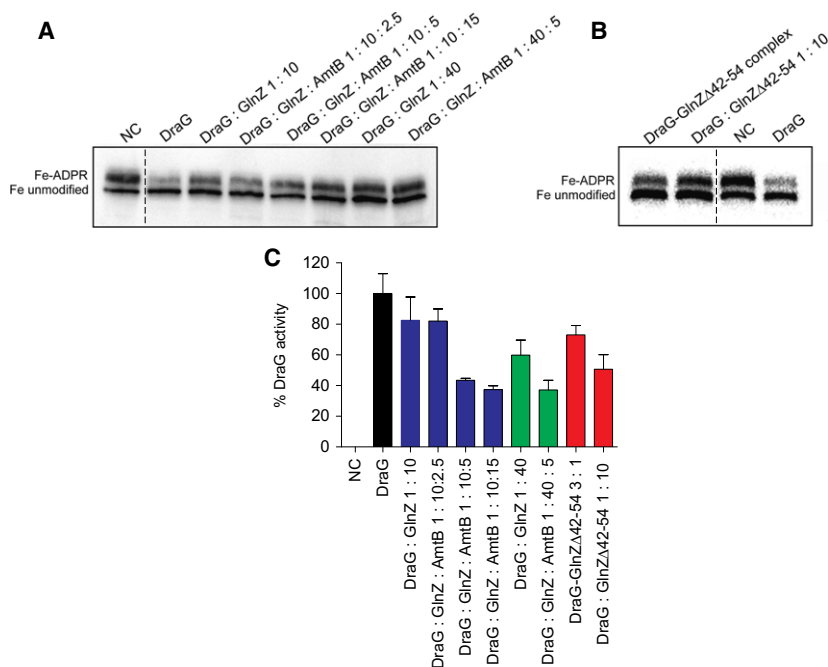 A
NC
DraG
DraG : GlnZ 1 : 10
DraG : GlnZ : AmtB 1 : 10 : 2.5
DraG : GlnZ : AmtB 1 : 10 : 5
DraG : GlnZ : AmtB 1 : 10 : 15
DraG : GlnZ 1 : 40
DraG : GlnZ : AmtB 1 : 40 : 5
Fe-ADPR
Fe unmodified
B
DraG-GlnZΔ42-54 complex
DraG : GlnZΔ42-54 1 : 10
NC
DraG
Fe-ADPR
Fe unmodified
C
% DraG activity
120
100
80
60
40
20
0
NC
DraG
DraG : GlnZ 1 : 10
DraG : GlnZ : AmtB 1 : 10:2.5
DraG : GlnZ : AmtB 1 : 10:5
DraG : GlnZ : AmtB 1 : 10:15
DraG : GlnZ 1 : 40
DraG : GlnZ : AmtB 1 : 40 : 5
DraG-GlnZΔ42-54 3 : 1
DraG : GlnZΔ42-54 1 : 10